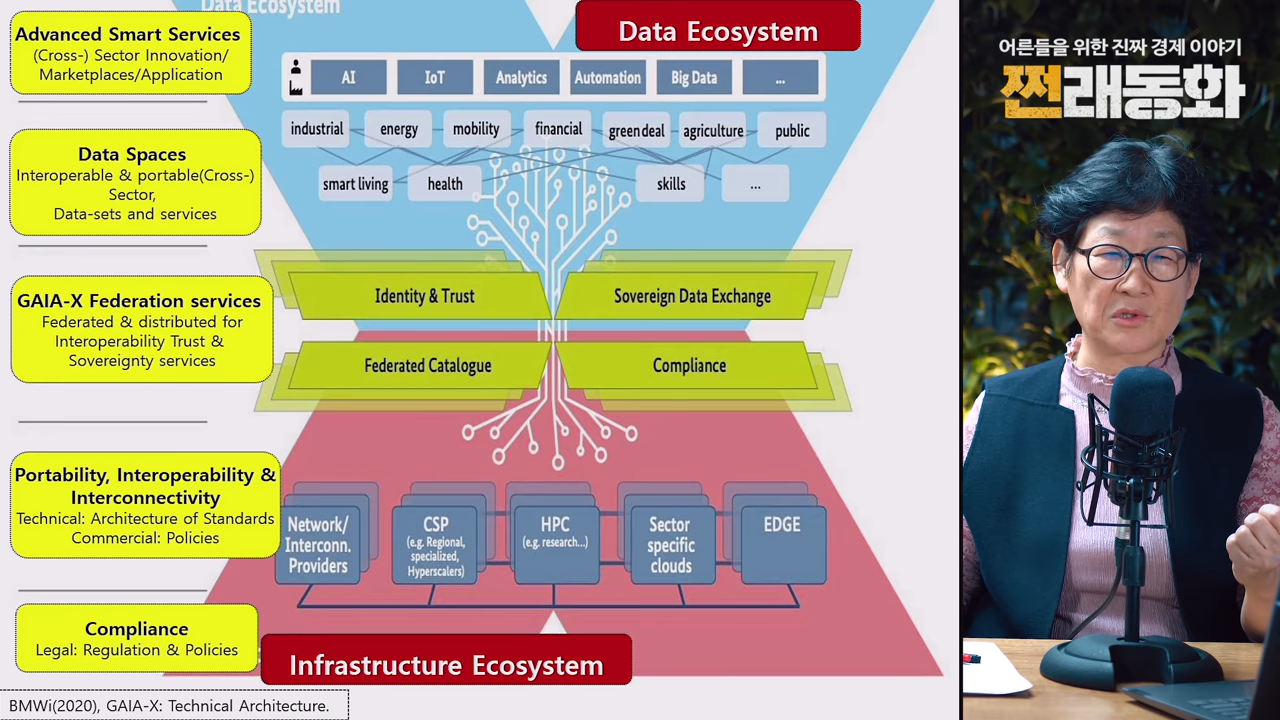 Data Ecosystem
Data Ecosystem
Advanced Smart Services
(Cross-) Sector Innovation/
Marketplaces/Application
AI
IoT
Analytics
Automation
Big Data
...
industrial
energy
mobility
financial
green deal
agriculture
public
smart living
health
skills
...
Data Spaces
Interoperable & portable(Cross-)
Sector,
Data-sets and services
GAIA-X Federation services
Federated & distributed for
Interoperability Trust &
Sovereignty services
Identity & Trust
Sovereign Data Exchange
Federated Catalogue
Compliance
Portability, Interoperability &
Interconnectivity
Technical: Architecture of Standards
Commercial: Policies
Network/
Interconn.
Providers
CSP
(e.g. Regional,
specialized,
Hyperscalers)
HPC
(e.g. research...)
Sector
specific
clouds
EDGE
Compliance
Legal: Regulation & Policies
Infrastructure Ecosystem
BMWi(2020), GAIA-X: Technical Architecture.
어른들을 위한 진짜 경제 이야기
쩐래동화